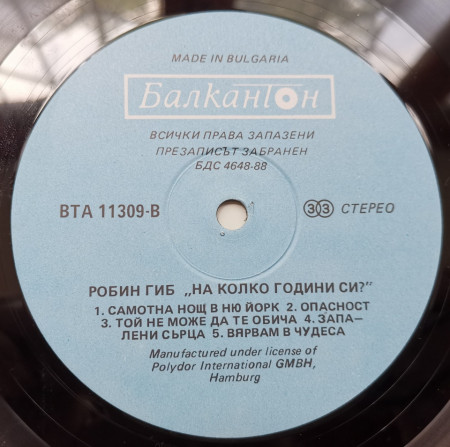 MADE IN BULGARIA
Балкантон
ВСИЧКИ ПРАВА ЗАПАЗЕНИ
ПРЕЗАПИСЪТ ЗАБРАНЕН
БДС 4648-88
ВТА 11309-В
33 СТЕРЕО
РОБИН ГИБ „НА КОЛКО ГОДИНИ СИ?"
1. САМОТНА НОЩ В НЮ ЙОРК 2. ОПАСНОСТ
3. ТОЙ НЕ МОЖЕ ДА ТЕ ОБИЧА 4. ЗАПА-
ЛЕНИ СЪРЦА 5. ВЯРВАМ В ЧУДЕСА
Manufactured under license of
Polydor International GMBH,
Hamburg